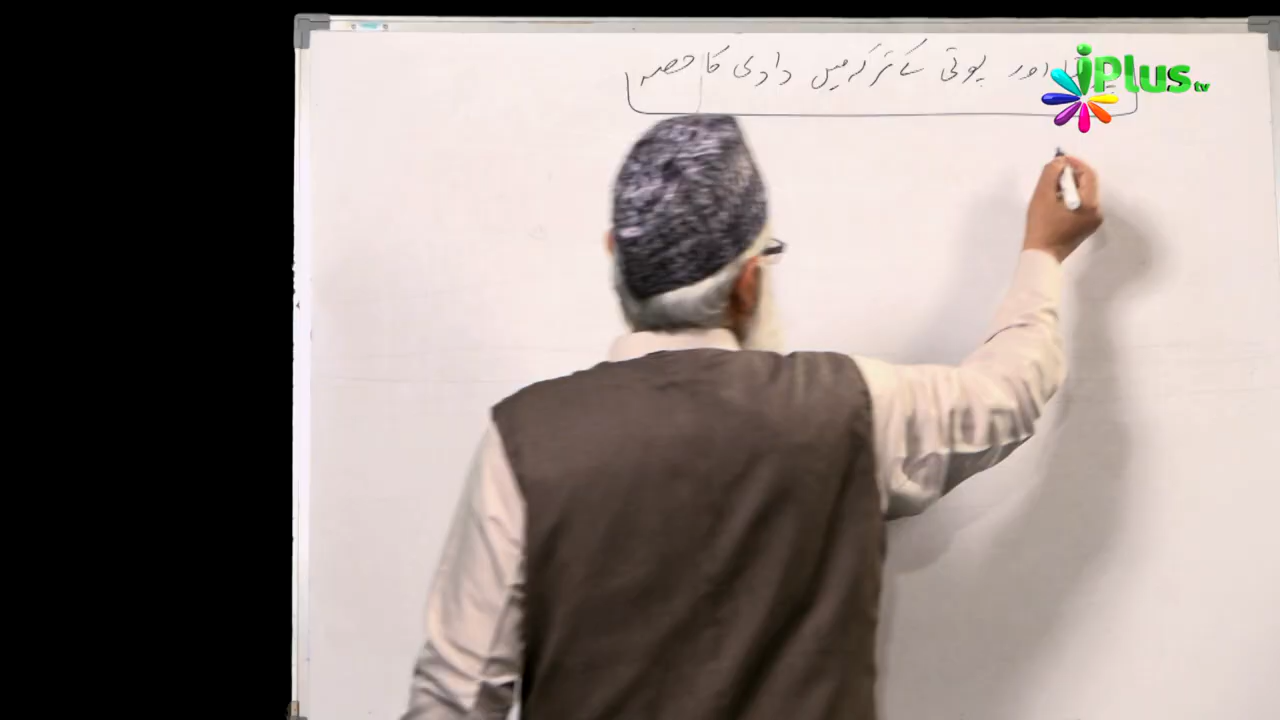 اور پوتی کے ترکہ میں دادی کا حصہ
iPlus tv